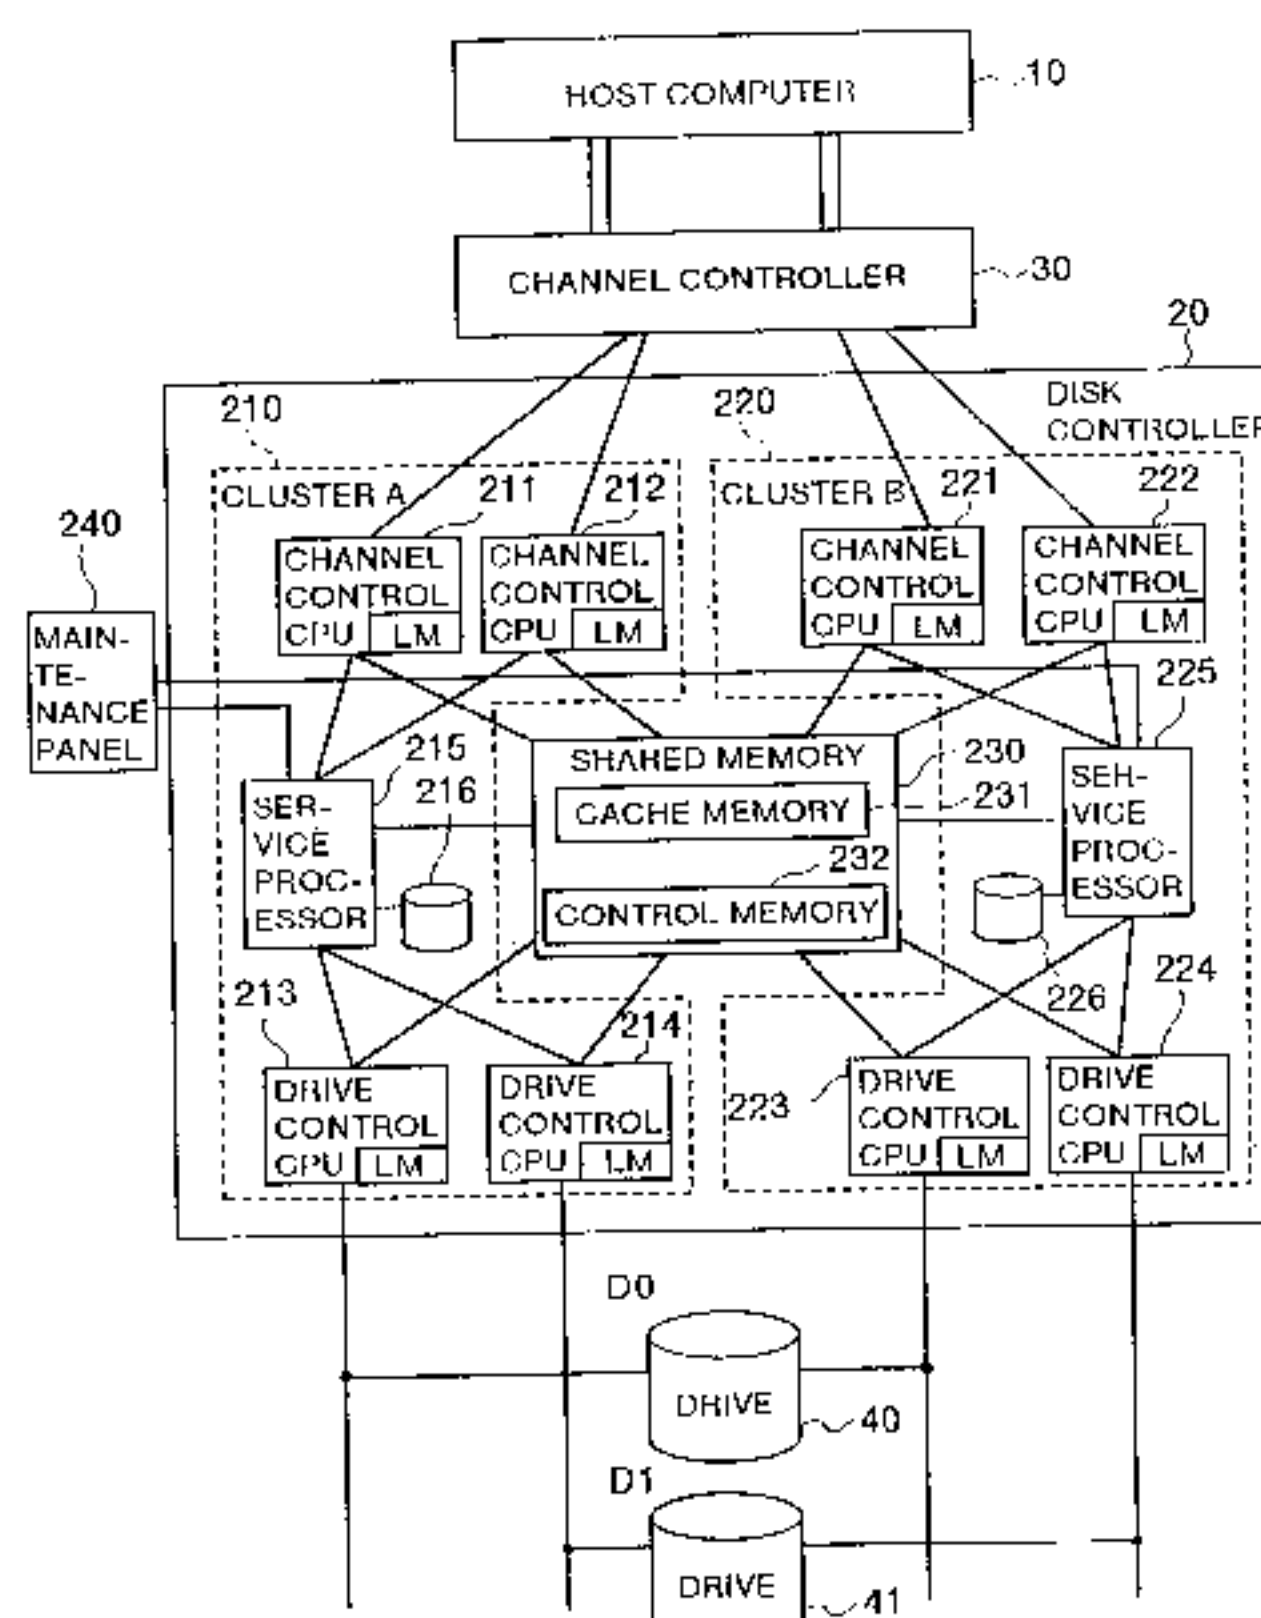 HOST COMPUTER
10
CHANNEL CONTROLLER
30
20
DISK
CONTROLLER
210
220
CLUSTER A
211
212
CLUSTER B
221
222
240
CHANNEL
CONTROL
CPU LM
CHANNEL
CONTROL
CPU LM
CHANNEL
CONTROL
CPU LM
CHANNEL
CONTROL
CPU LM
MAIN-
TE-
NANCE
PANEL
215
216
225
SER-
VICE
PROC-
ESSOR
SHARED MEMORY
230
CACHE MEMORY
231
232
CONTROL MEMORY
SER-
VICE
PROC-
ESSOR
226
213
214
223
224
DRIVE
CONTROL
CPU LM
DRIVE
CONTROL
CPU LM
DRIVE
CONTROL
CPU LM
DRIVE
CONTROL
CPU LM
D0
DRIVE
40
D1
DRIVE
41